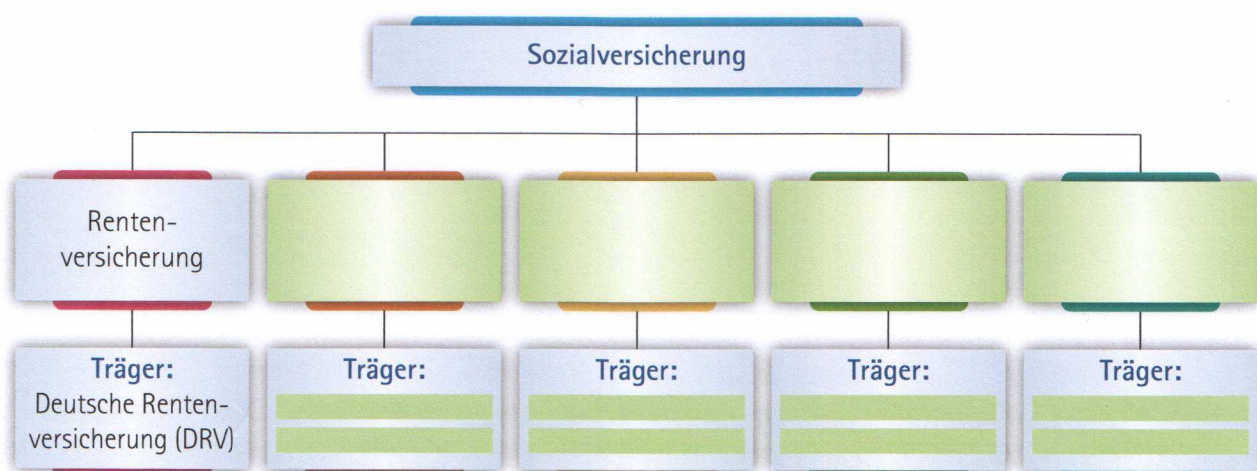 Sozialversicherung
Renten-
versicherung
Träger:
Deutsche Renten-
versicherung (DRV)
Träger:
Träger:
Träger:
Träger: